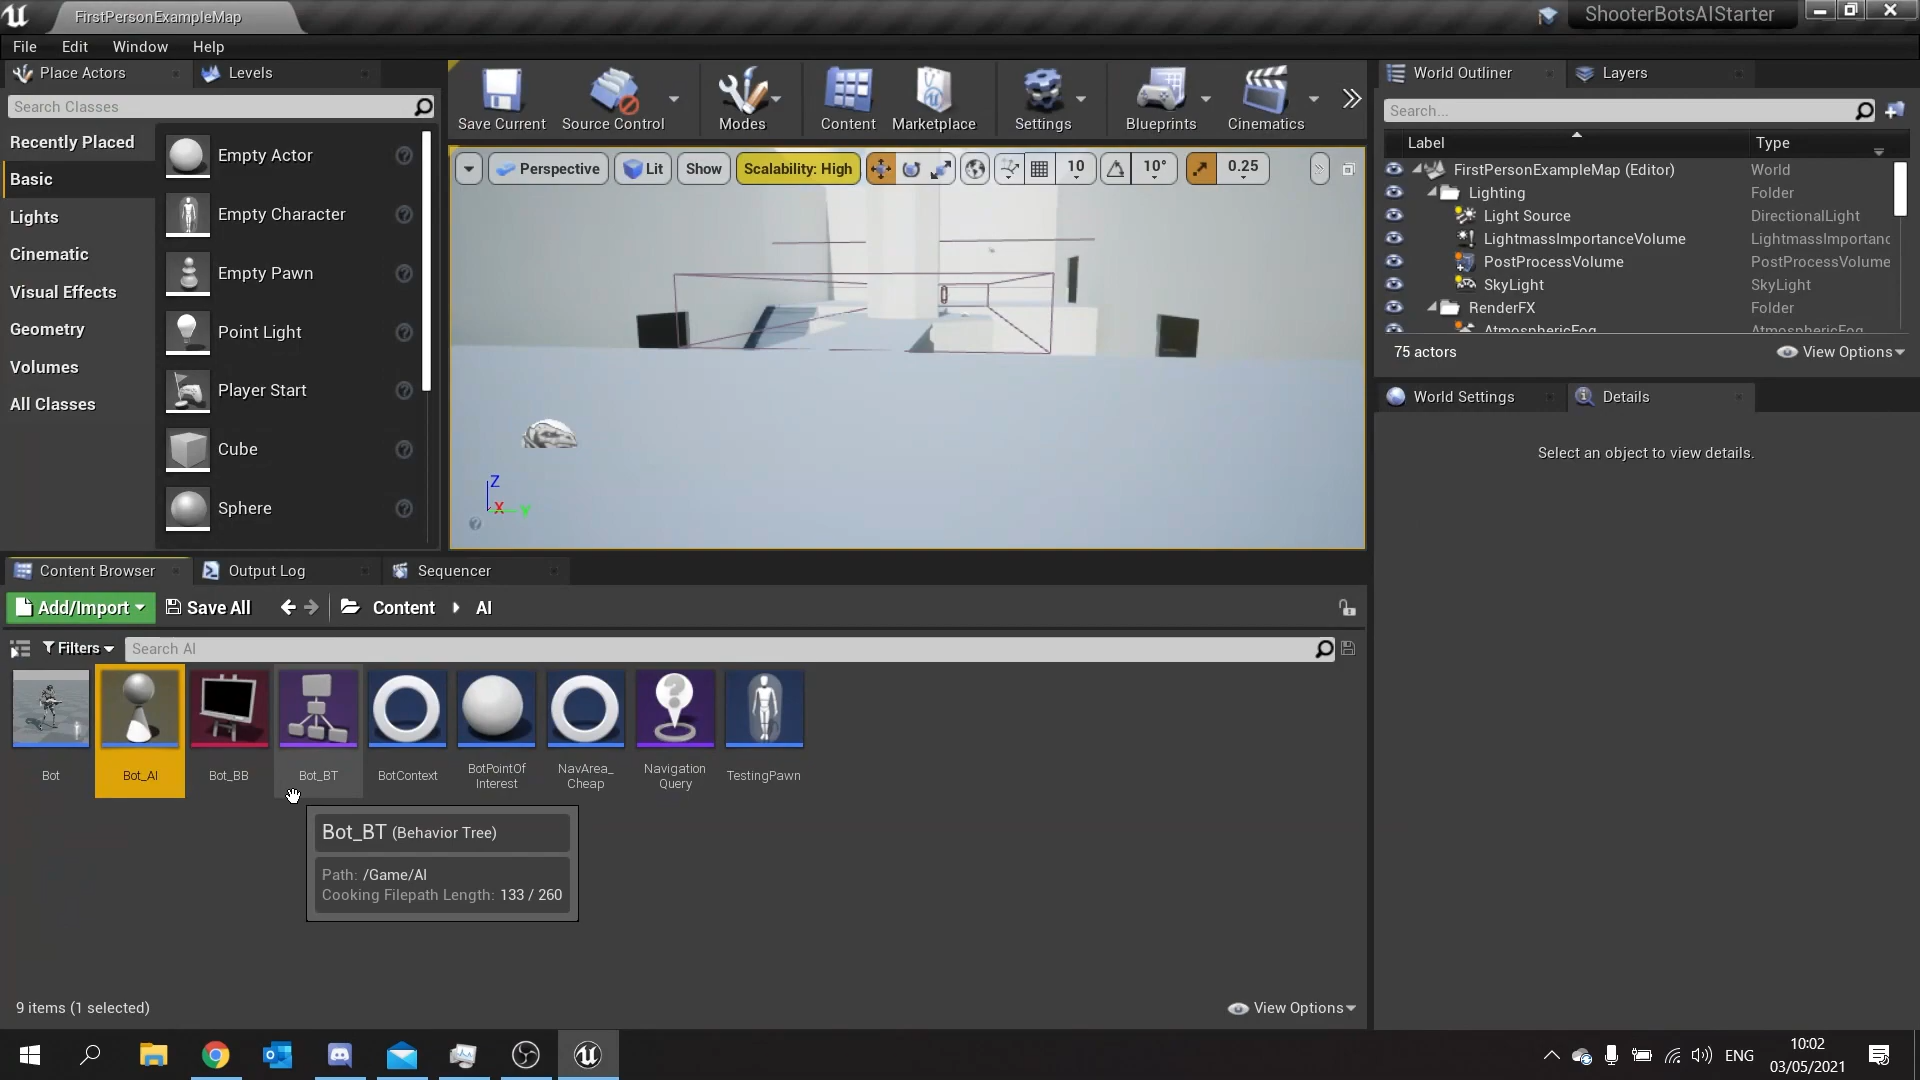 FirstPersonExampleMap
ShooterBotsAIStarter
File Edit Window Help
Place Actors
Levels
Search Classes
Recently Placed
Basic
Lights
Cinematic
Visual Effects
Geometry
Volumes
All Classes
Empty Actor
Empty Character
Empty Pawn
Point Light
Player Start
Cube
Sphere
Save Current
Source Control
Modes
Content
Marketplace
Settings
Blueprints
Cinematics
Perspective
Lit
Show
Scalability: High
10
10°
0.25
Z
X
Y
World Outliner
Layers
Search...
Label Type
FirstPersonExampleMap (Editor) World
Lighting Folder
Light Source DirectionalLight
LightmassImportanceVolume LightmassImportanc
PostProcessVolume PostProcessVolume
SkyLight SkyLight
RenderFX Folder
AtmosphericFog AtmosphericFog
75 actors
View Options
World Settings
Details
Select an object to view details.
Content Browser
Output Log
Sequencer
Add/Import
Save All
Content
AI
Filters
Search AI
Bot
Bot_AI
Bot_BB
Bot_BT
BotContext
BotPointOf
Interest
NavArea_
Cheap
Navigation
Query
TestingPawn
Bot_BT (Behavior Tree)
Path: /Game/AI
Cooking Filepath Length: 133 / 260
9 items (1 selected)
View Options
ENG
10:02
03/05/2021